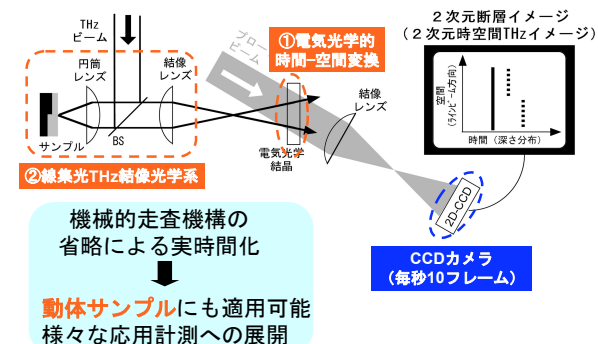 THz
ビーム
円筒
レンズ
結像
レンズ
BS
サンプル
②線集光THz結像光学系
プローブ
ビーム
①電気光学的
時間−空間変換
電気光学
結晶
結像
レンズ
2D-CCD
CCDカメラ
(毎秒10フレーム)
2次元断層イメージ
(2次元時空間THzイメージ)
空間
(ラインビーム方向)
時間(深さ分布)
機械的走査機構の
省略による実時間化
動体サンプルにも適用可能
様々な応用計測への展開